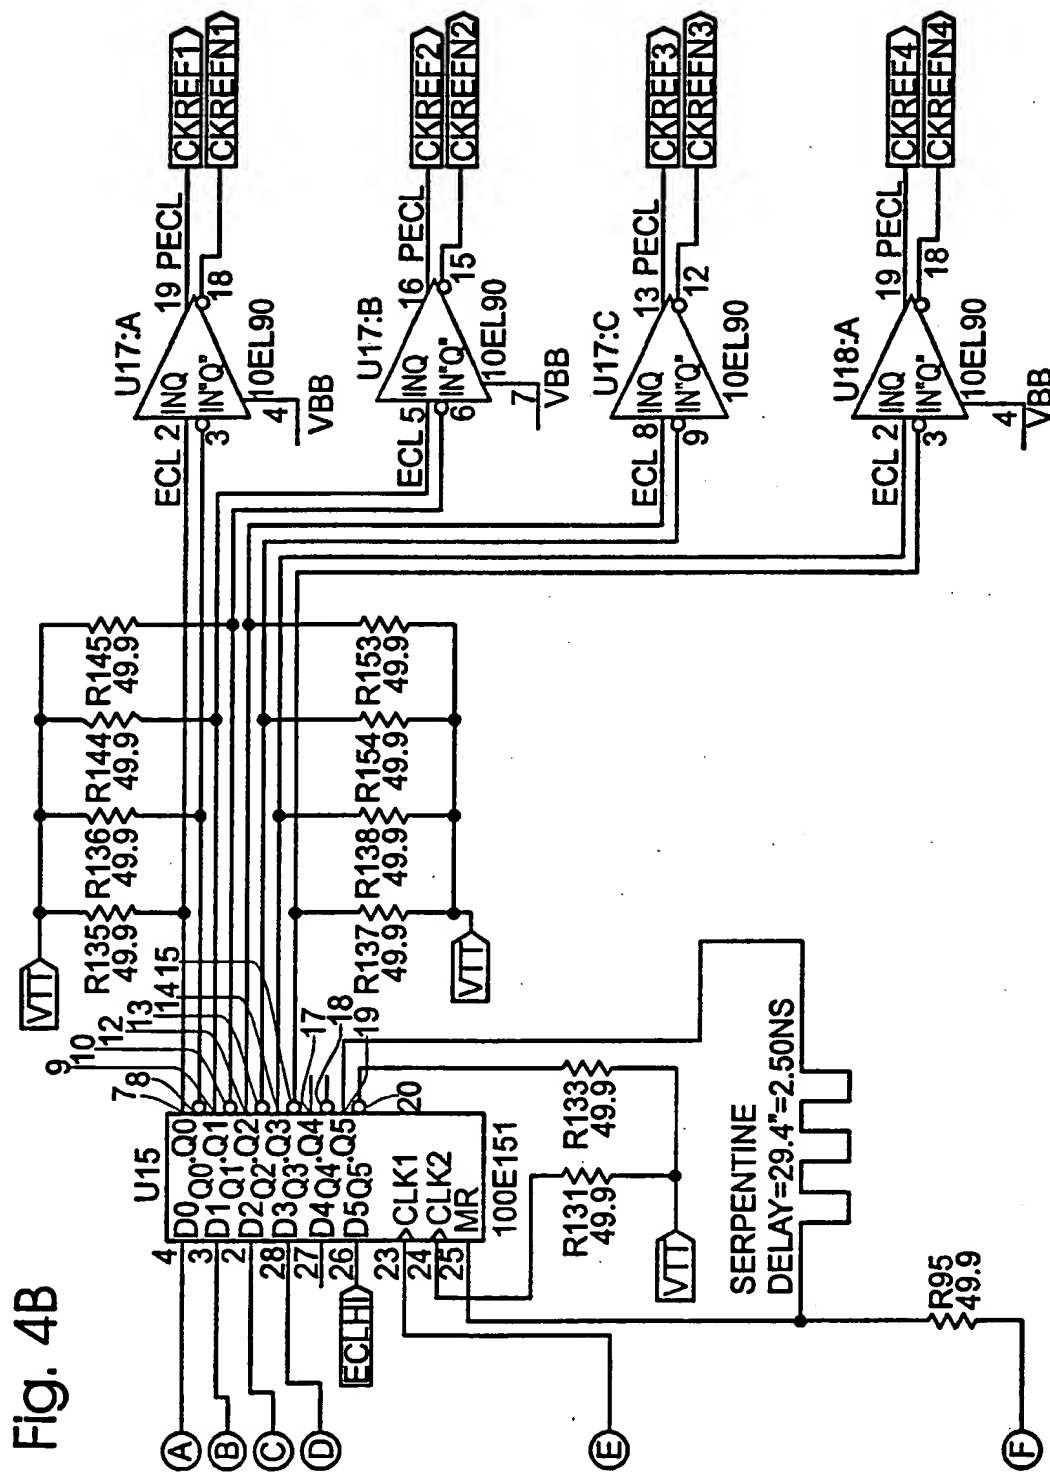 Fig. 4B
A
B
C
D
E
F
4
3
2
28
27
26
23
24
25
ECLHI
U15
D0 Q0
Q0
D1 Q1
Q1
D2 Q2
Q2
D3 Q3
Q3
D4 Q4
Q4
D5 Q5
Q5
CLK1
CLK2
MR
100E151
7
8
9
10
12
13
14
15
17
18
19
20
VTT
R135
49.9
R136
49.9
R144
49.9
R145
49.9
R137
49.9
R138
49.9
R154
49.9
R153
49.9
VTT
R131
49.9
R133
49.9
VTT
SERPENTINE
DELAY=29.4"=2.50NS
R95
49.9
U17:A
ECL 2
3
INQ
IN"Q"
10EL90
4
VBB
19 PECL
18
CKREF1
CKREFN1
U17:B
ECL 5
6
INQ
IN"Q"
10EL90
7
VBB
16 PECL
15
CKREF2
CKREFN2
U17:C
ECL 8
9
INQ
IN"Q"
10EL90
13 PECL
12
CKREF3
CKREFN3
U18:A
ECL 2
3
INQ
IN"Q"
10EL90
4
VBB
19 PECL
18
CKREF4
CKREFN4